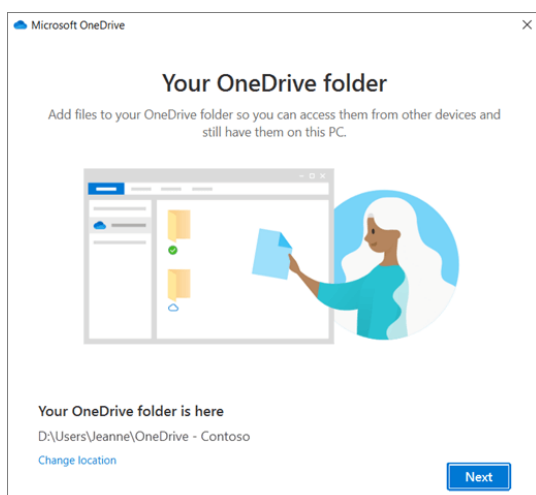 Microsoft OneDrive
Your OneDrive folder
Add files to your OneDrive folder so you can access them from other devices and
still have them on this PC.
Your OneDrive folder is here
D:\Users\Jeanne\OneDrive - Contoso
Change location
Next